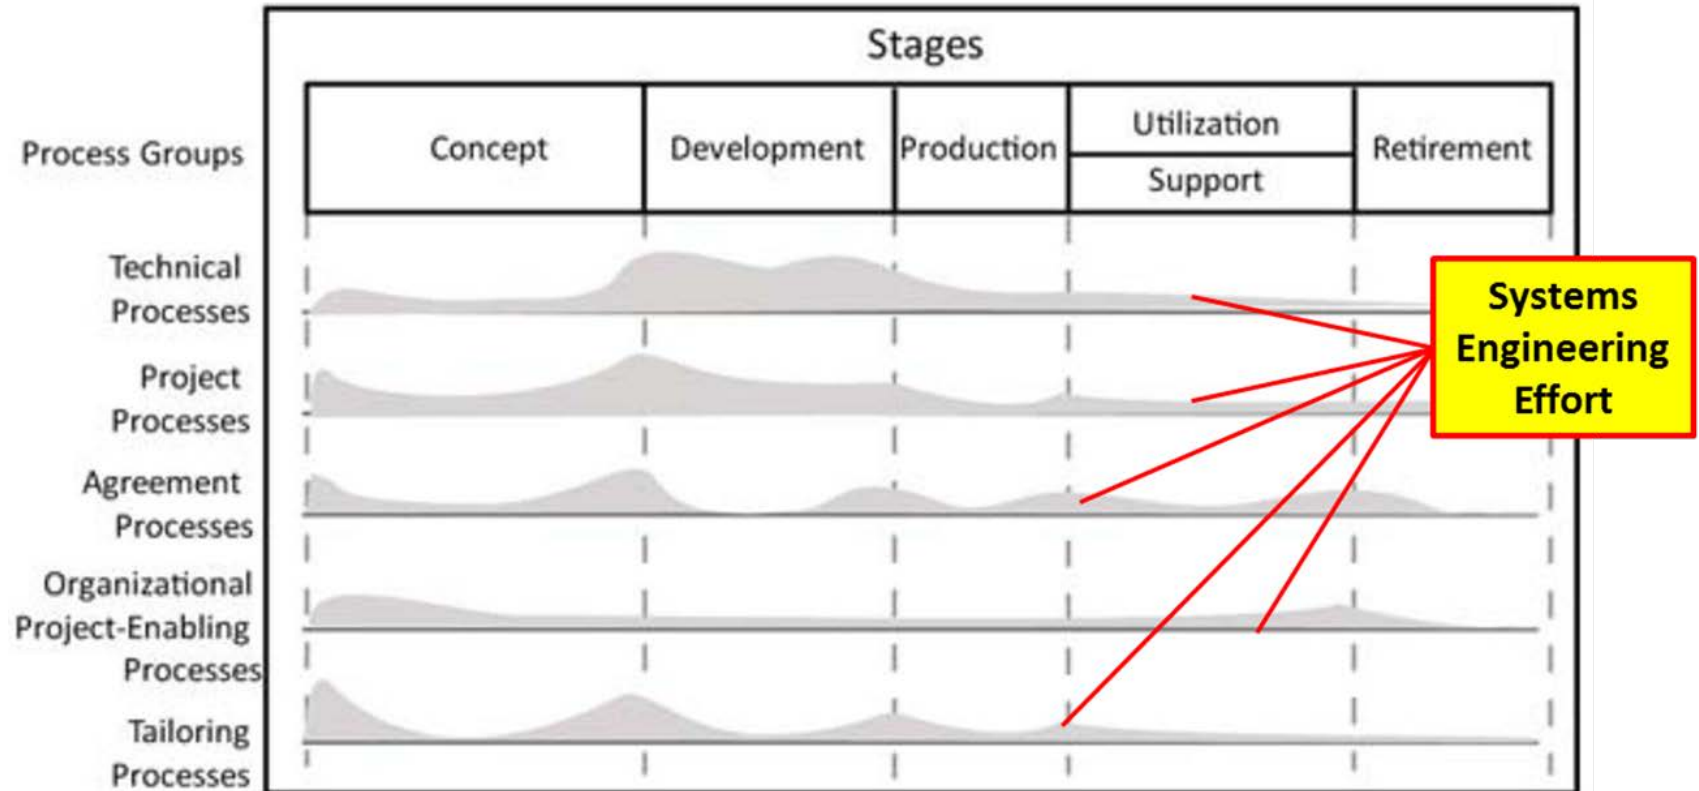 Stages
Process Groups
Concept
Development
Production
Utilization
Support
Retirement
Technical
Processes
Project
Processes
Agreement
Processes
Organizational
Project-Enabling
Processes
Tailoring
Processes
Systems
Engineering
Effort